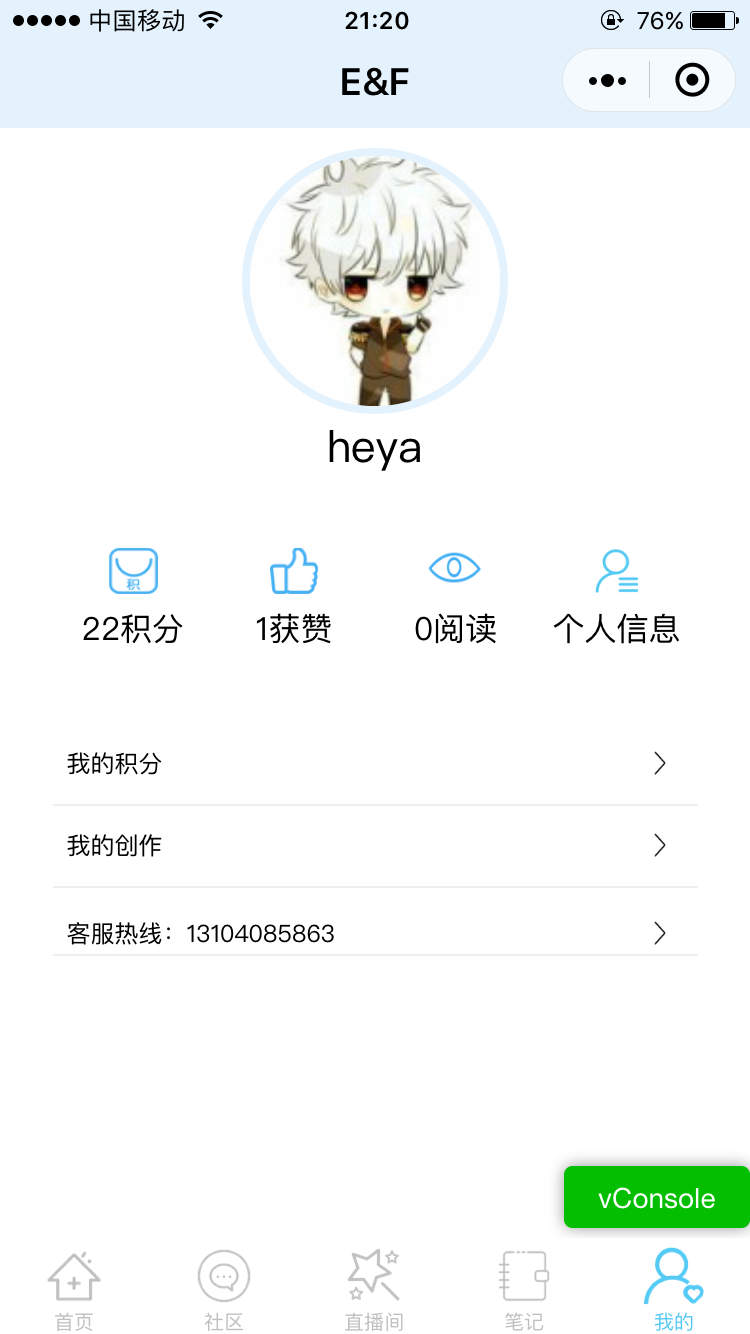 中国移动 21:20 76%
E&F
heya
积
22积分 1获赞 0阅读 个人信息
我的积分
我的创作
客服热线：13104085863
vConsole
首页 社区 直播间 笔记 我的